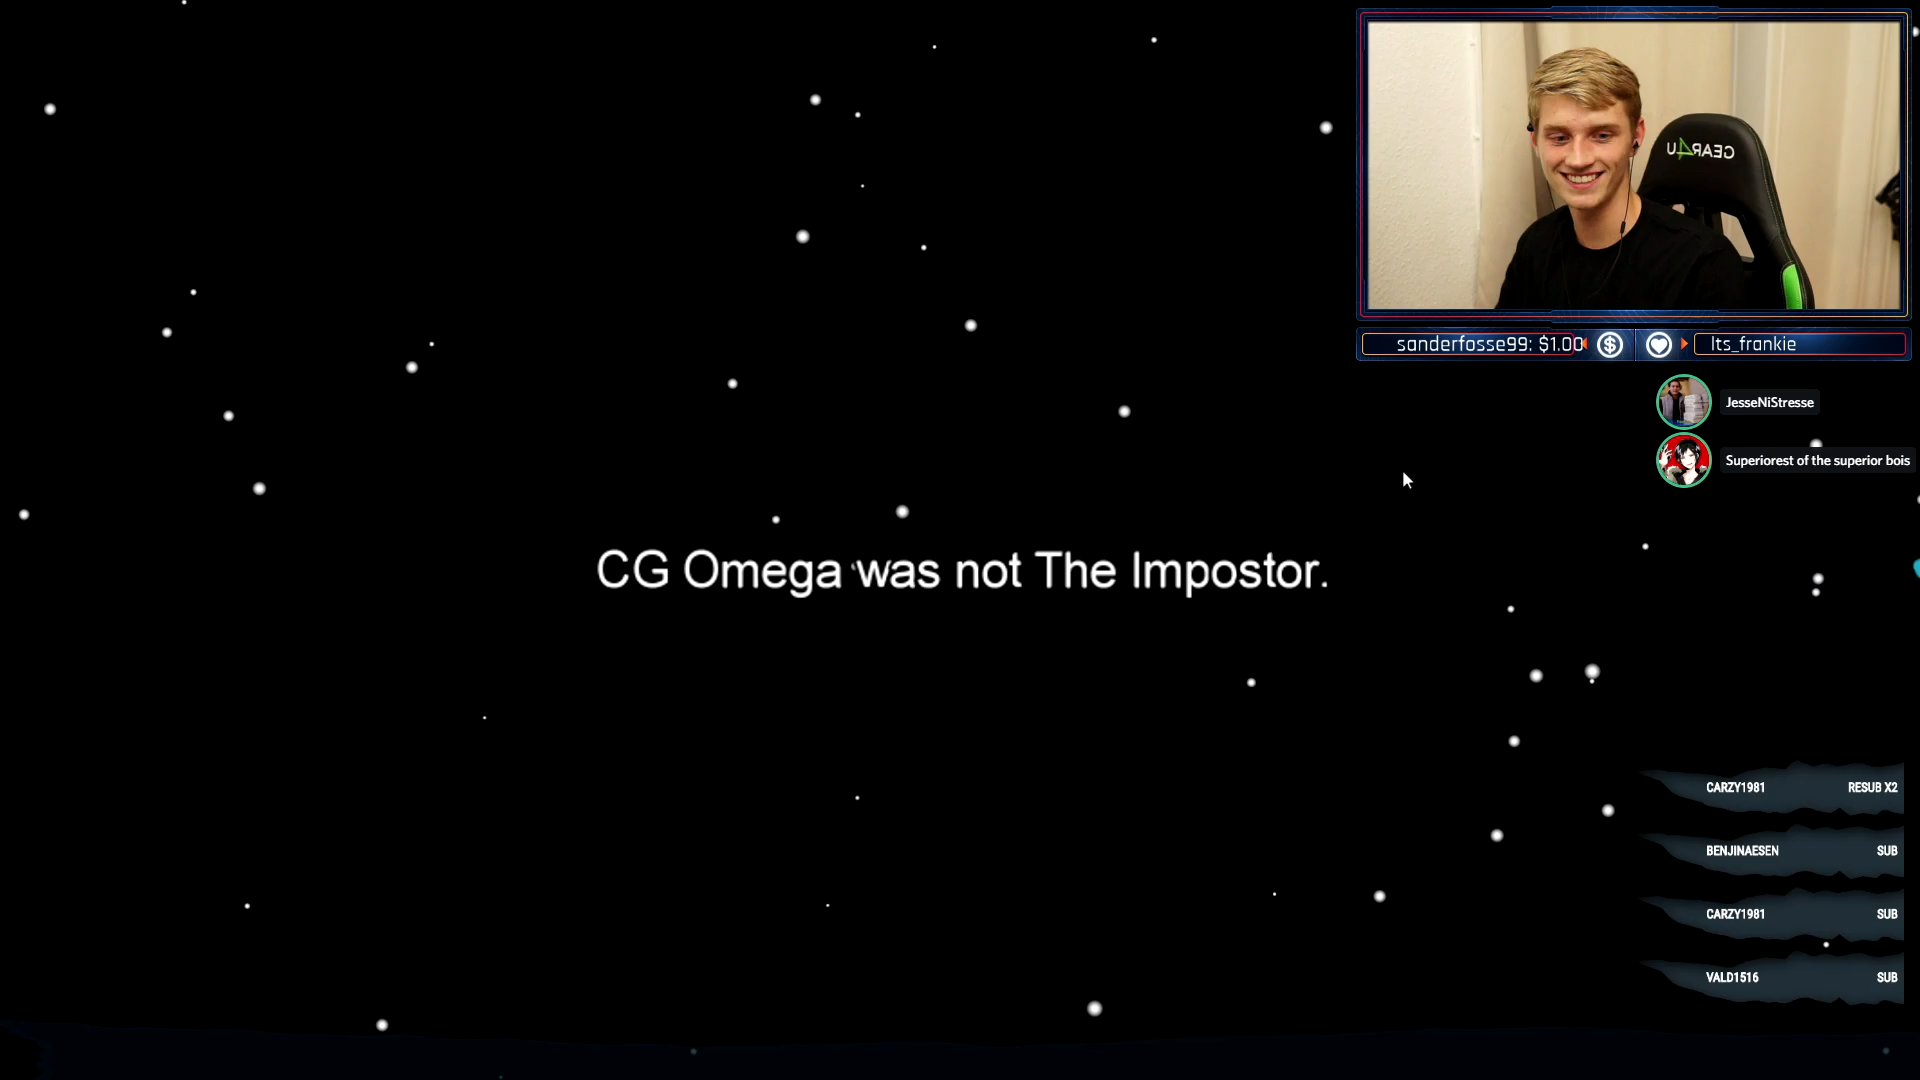 GEAR4U
sanderfosse99: $1.00
Its_frankie
JesseNiStresse
Superiorest of the superior bois
CG Omega was not The Impostor.
CARZY1981 RESUB X2
BENJINAESEN SUB
CARZY1981 SUB
VALD1516 SUB